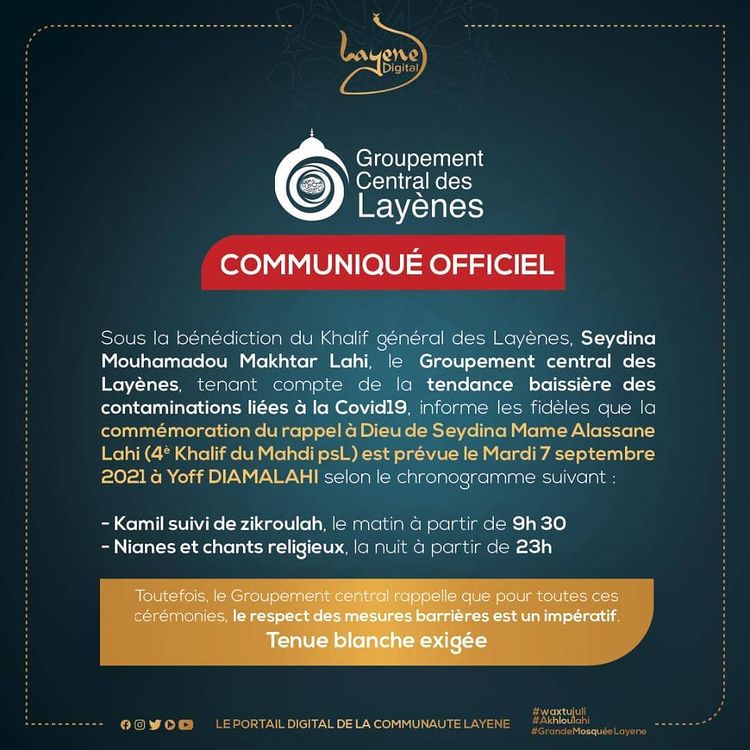 Layene
Digital
Groupement
Central des
Layènes
COMMUNIQUÉ OFFICIEL
Sous la bénédiction du Khalif général des Layènes, Seydina
Mouhamadou Makhtar Lahi, le Groupement central des
Layènes, tenant compte de la tendance baissière des
contaminations liées à la Covid19, informe les fidèles que la
commémoration du rappel à Dieu de Seydina Mame Alassane
Lahi (4è Khalif du Mahdi psL) est prévue le Mardi 7 septembre
2021 à Yoff DIAMALAHI selon le chronogramme suivant :
- Kamil suivi de zikroulah, le matin à partir de 9h 30
- Nianes et chants religieux, la nuit à partir de 23h
Toutefois, le Groupement central rappelle que pour toutes ces
cérémonies, le respect des mesures barrières est un impératif.
Tenue blanche exigée
LE PORTAIL DIGITAL DE LA COMMUNAUTE LAYENE
#waxtujuli
#Akhloulahi
#GrandeMosquéeLayene